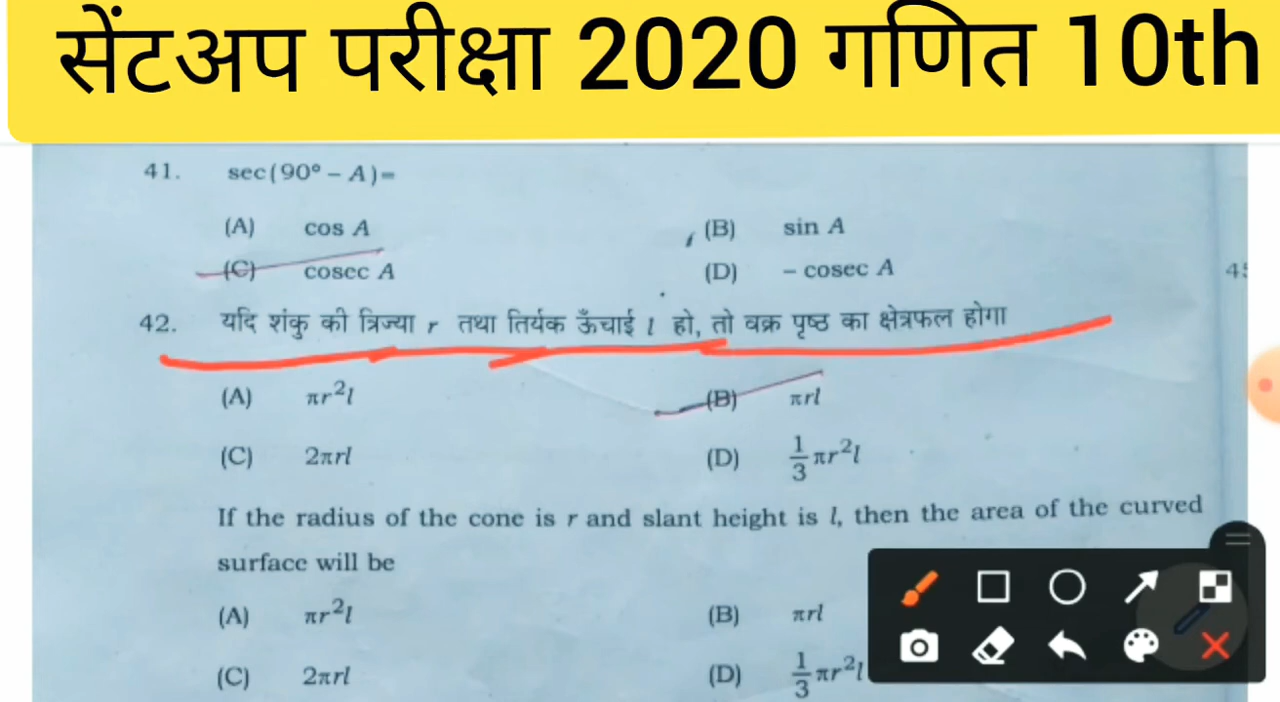 सेंटअप परीक्षा 2020 गणित 10th
41. sec(90° – A)=
(A) cos A (B) sin A
(C) cosec A (D) – cosec A
42. यदि शंकु की त्रिज्या r तथा तिर्यक ऊँचाई l हो, तो वक्र पृष्ठ का क्षेत्रफल होगा
(A) πr²l (B) πrl
(C) 2πrl (D) 1/3 πr²l
If the radius of the cone is r and slant height is l, then the area of the curved
surface will be
(A) πr²l (B) πrl
(C) 2πrl (D) 1/3 πr²l